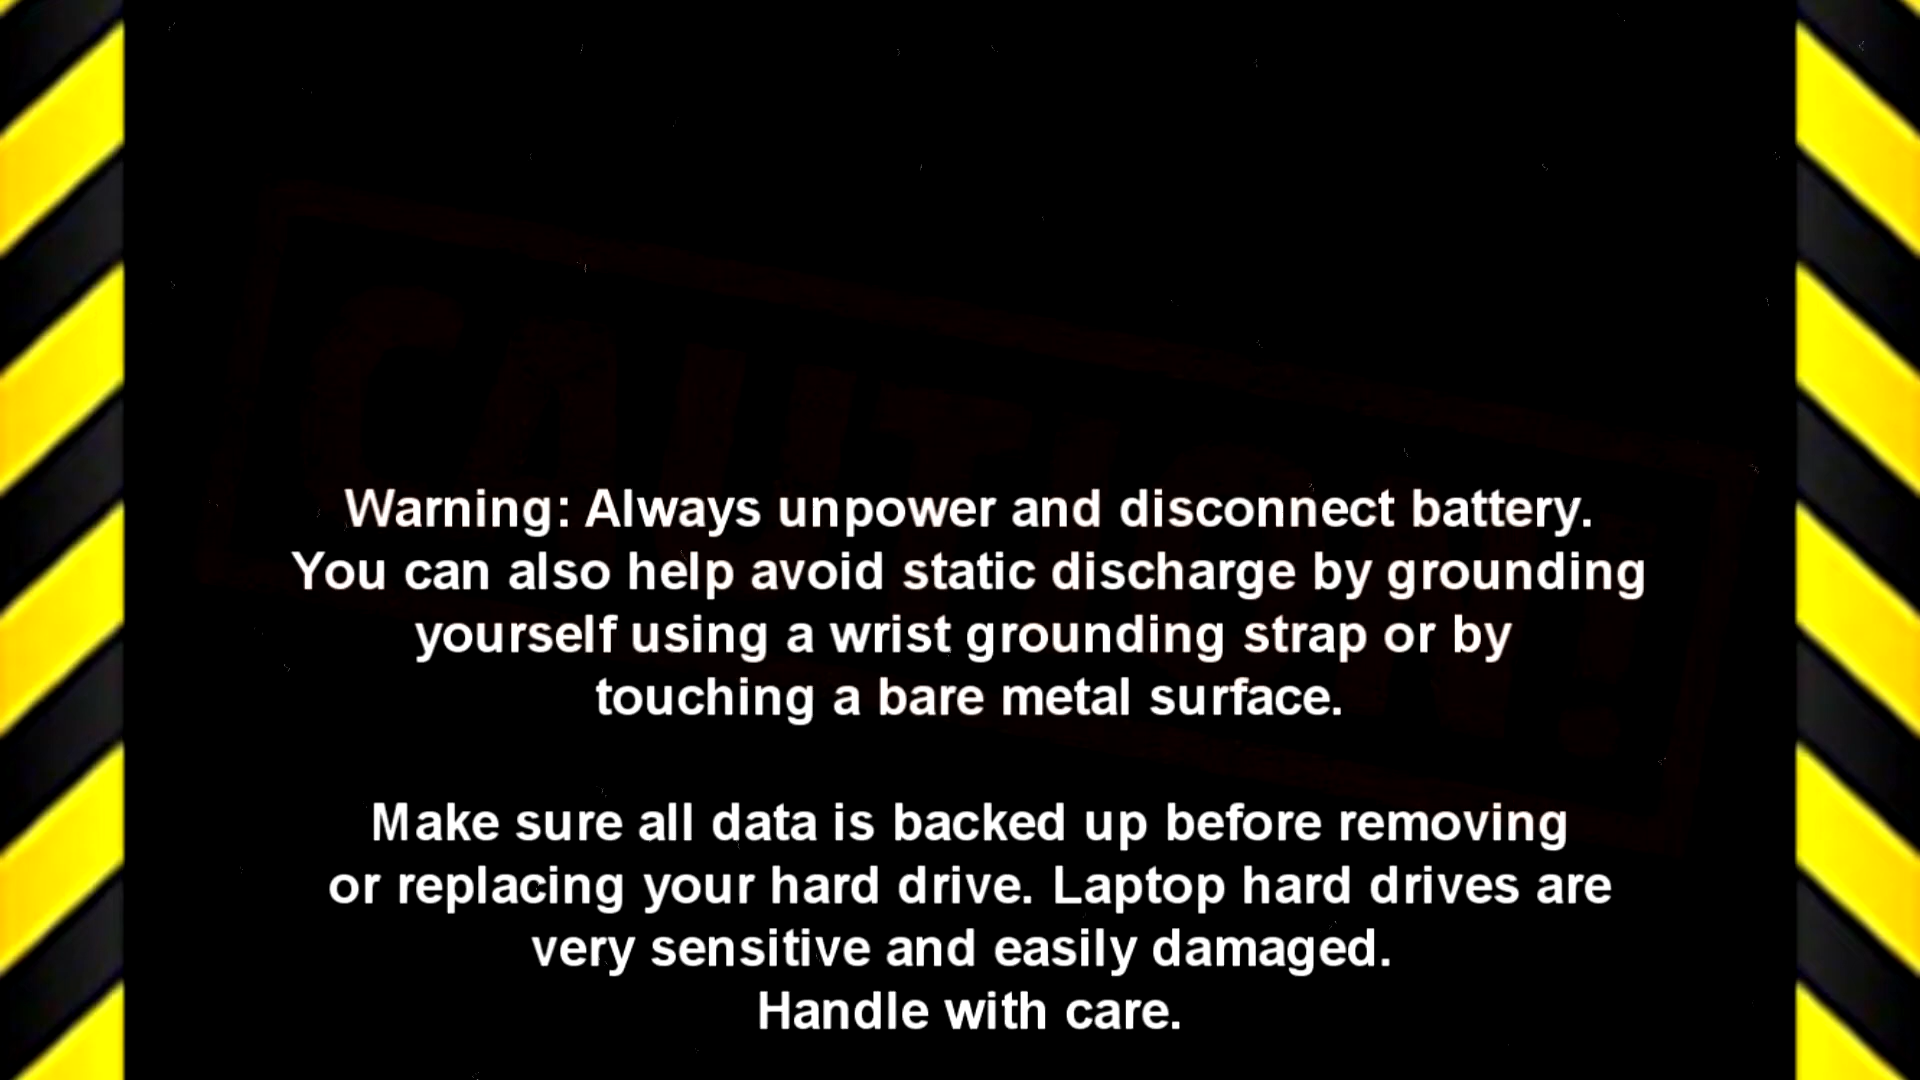 CAUTION!
Warning: Always unpower and disconnect battery.
You can also help avoid static discharge by grounding
yourself using a wrist grounding strap or by
touching a bare metal surface.
Make sure all data is backed up before removing
or replacing your hard drive. Laptop hard drives are
very sensitive and easily damaged.
Handle with care.